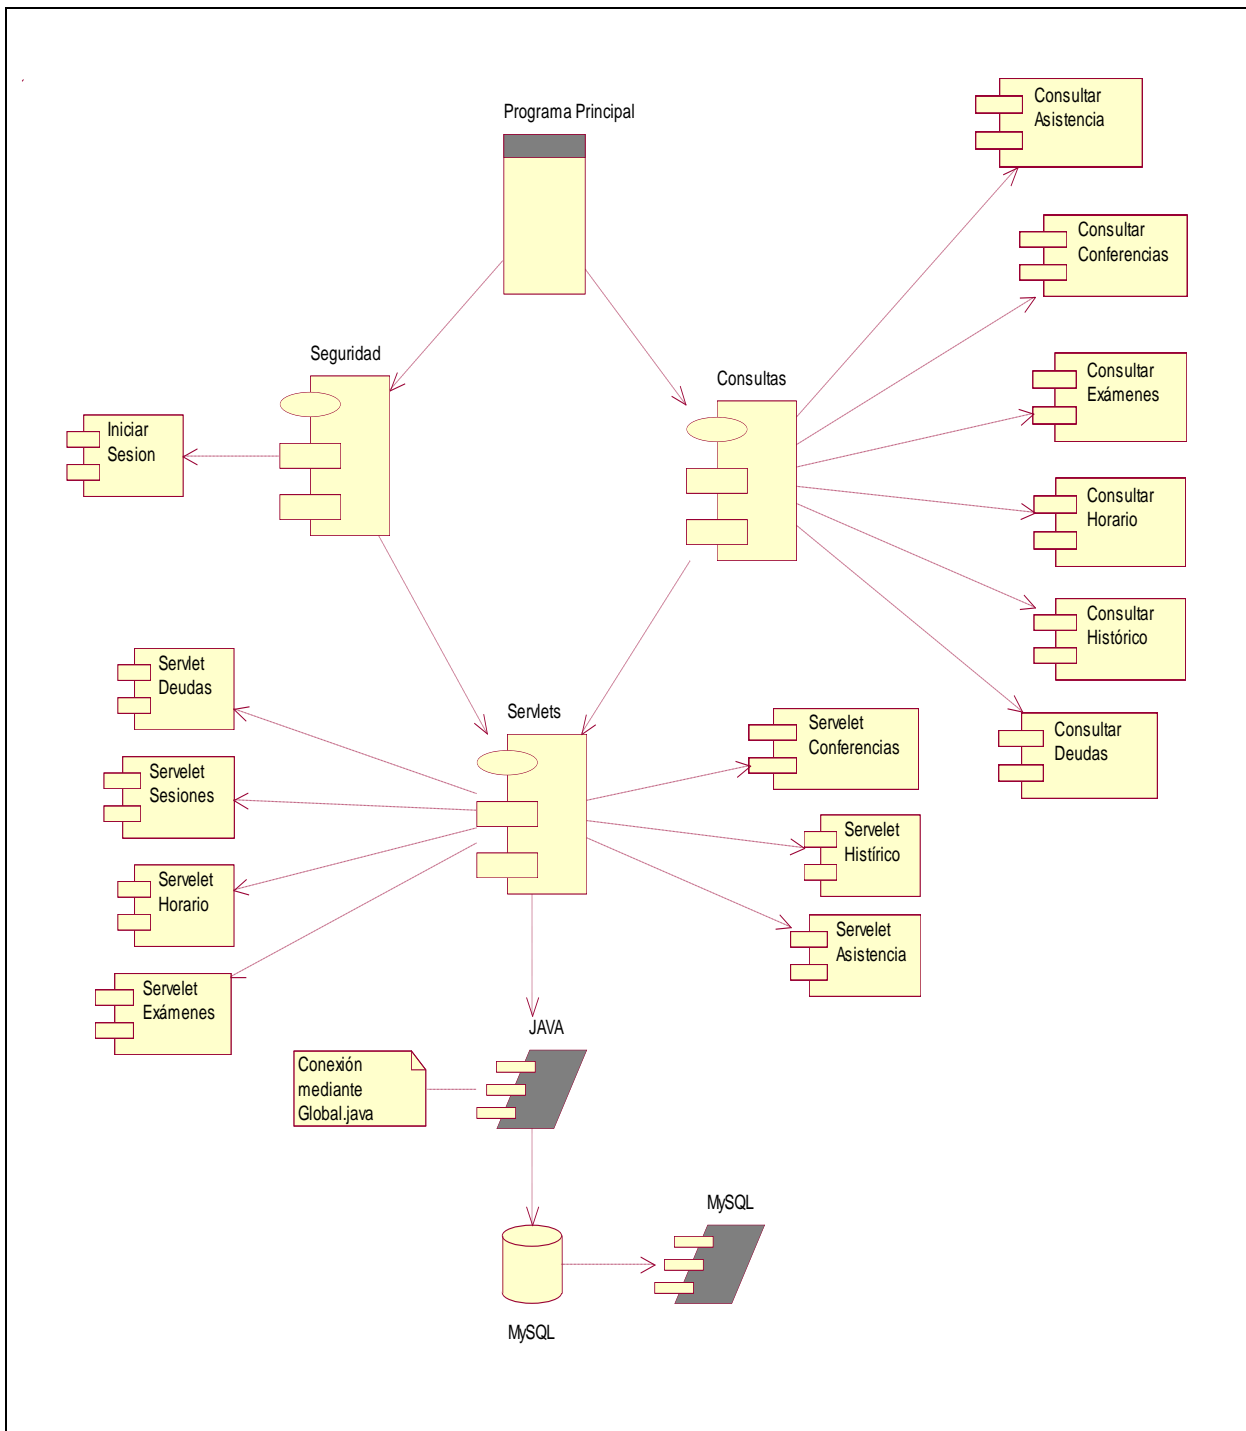 Programa Principal
Consultar
Asistencia
Consultar
Conferencias
Seguridad
Consultas
Consultar
Exámenes
Iniciar
Sesion
Consultar
Horario
Consultar
Histórico
Servlet
Deudas
Servlets
Servelet
Conferencias
Consultar
Deudas
Servelet
Sesiones
Servelet
Histírico
Servelet
Horario
Servelet
Asistencia
Servelet
Exámenes
JAVA
Conexión
mediante
Global.java
MySQL
MySQL